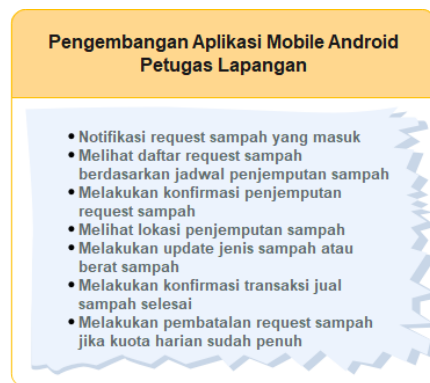 Pengembangan Aplikasi Mobile Android
Petugas Lapangan
• Notifikasi request sampah yang masuk
• Melihat daftar request sampah
berdasarkan jadwal penjemputan sampah
• Melakukan konfirmasi penjemputan
request sampah
• Melihat lokasi penjemputan sampah
• Melakukan update jenis sampah atau
berat sampah
• Melakukan konfirmasi transaksi jual
sampah selesai
• Melakukan pembatalan request sampah
jika kuota harian sudah penuh